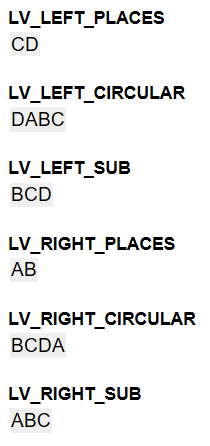 LV_LEFT_PLACES
CD
LV_LEFT_CIRCULAR
DABC
LV_LEFT_SUB
BCD
LV_RIGHT_PLACES
AB
LV_RIGHT_CIRCULAR
BCDA
LV_RIGHT_SUB
ABC